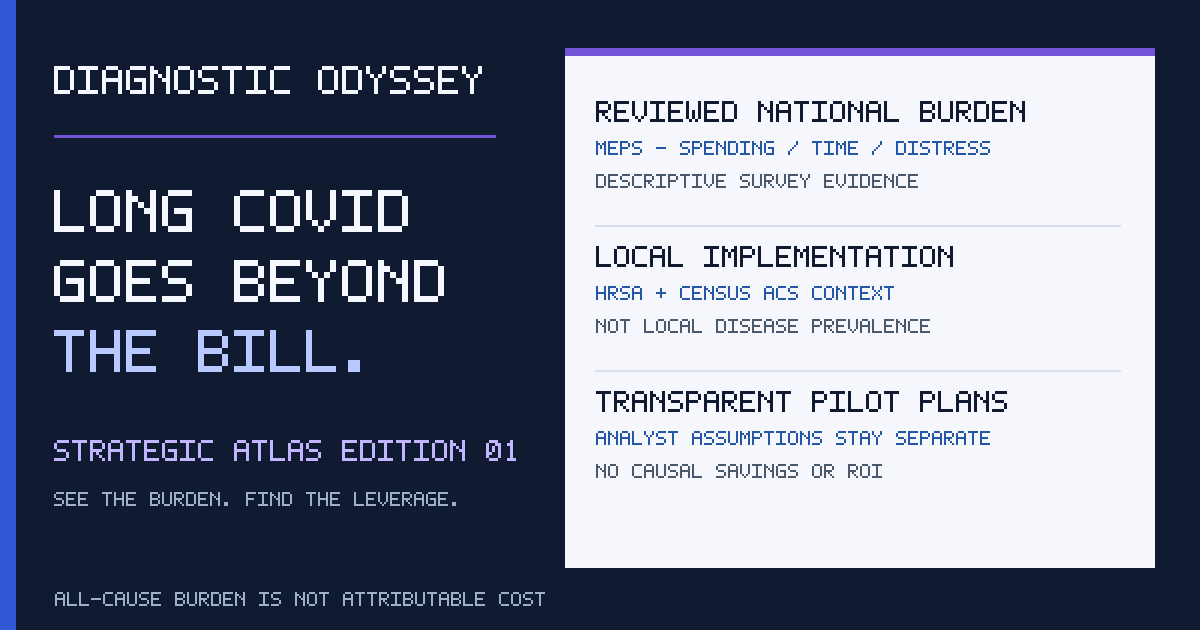 DIAGNOSTIC ODYSSEY
LONG COVID
GOES BEYOND
THE BILL.
STRATEGIC ATLAS EDITION 01
SEE THE BURDEN. FIND THE LEVERAGE.
ALL-CAUSE BURDEN IS NOT ATTRIBUTABLE COST
REVIEWED NATIONAL BURDEN
MEPS - SPENDING / TIME / DISTRESS
DESCRIPTIVE SURVEY EVIDENCE
LOCAL IMPLEMENTATION
HRSA + CENSUS ACS CONTEXT
NOT LOCAL DISEASE PREVALENCE
TRANSPARENT PILOT PLANS
ANALYST ASSUMPTIONS STAY SEPARATE
NO CAUSAL SAVINGS OR ROI